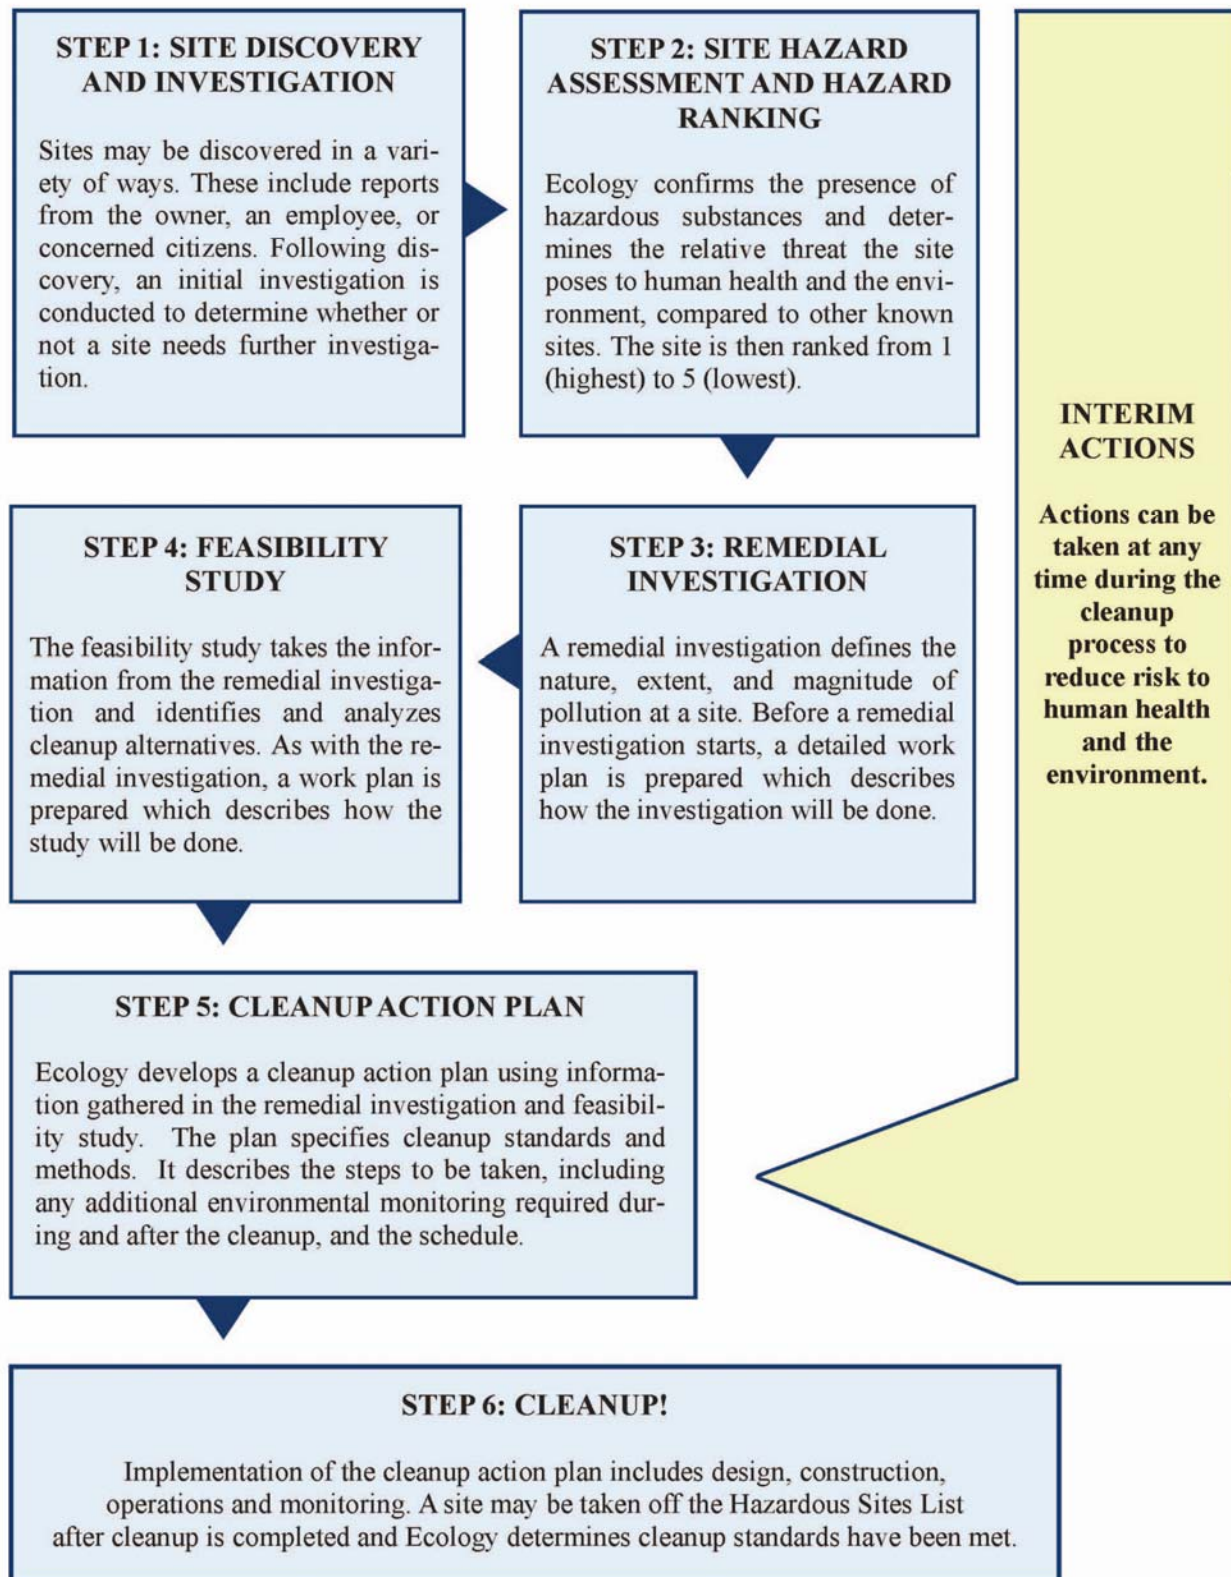 STEP 1: SITE DISCOVERY
AND INVESTIGATION
Sites may be discovered in a vari-
ety of ways. These include reports
from the owner, an employee, or
concerned citizens. Following dis-
covery, an initial investigation is
conducted to determine whether or
not a site needs further investiga-
tion.
STEP 2: SITE HAZARD
ASSESSMENT AND HAZARD
RANKING
Ecology confirms the presence of
hazardous substances and deter-
mines the relative threat the site
poses to human health and the envi-
ronment, compared to other known
sites. The site is then ranked from 1
(highest) to 5 (lowest).
STEP 3: REMEDIAL
INVESTIGATION
A remedial investigation defines the
nature, extent, and magnitude of
pollution at a site. Before a remedial
investigation starts, a detailed work
plan is prepared which describes
how the investigation will be done.
STEP 4: FEASIBILITY
STUDY
The feasibility study takes the infor-
mation from the remedial investiga-
tion and identifies and analyzes
cleanup alternatives. As with the re-
medial investigation, a work plan is
prepared which describes how the
study will be done.
STEP 5: CLEANUP ACTION PLAN
Ecology develops a cleanup action plan using informa-
tion gathered in the remedial investigation and feasibil-
ity study. The plan specifies cleanup standards and
methods. It describes the steps to be taken, including
any additional environmental monitoring required dur-
ing and after the cleanup, and the schedule.
STEP 6: CLEANUP!
Implementation of the cleanup action plan includes design, construction,
operations and monitoring. A site may be taken off the Hazardous Sites List
after cleanup is completed and Ecology determines cleanup standards have been met.
INTERIM
ACTIONS
Actions can be
taken at any
time during the
cleanup
process to
reduce risk to
human health
and the
environment.